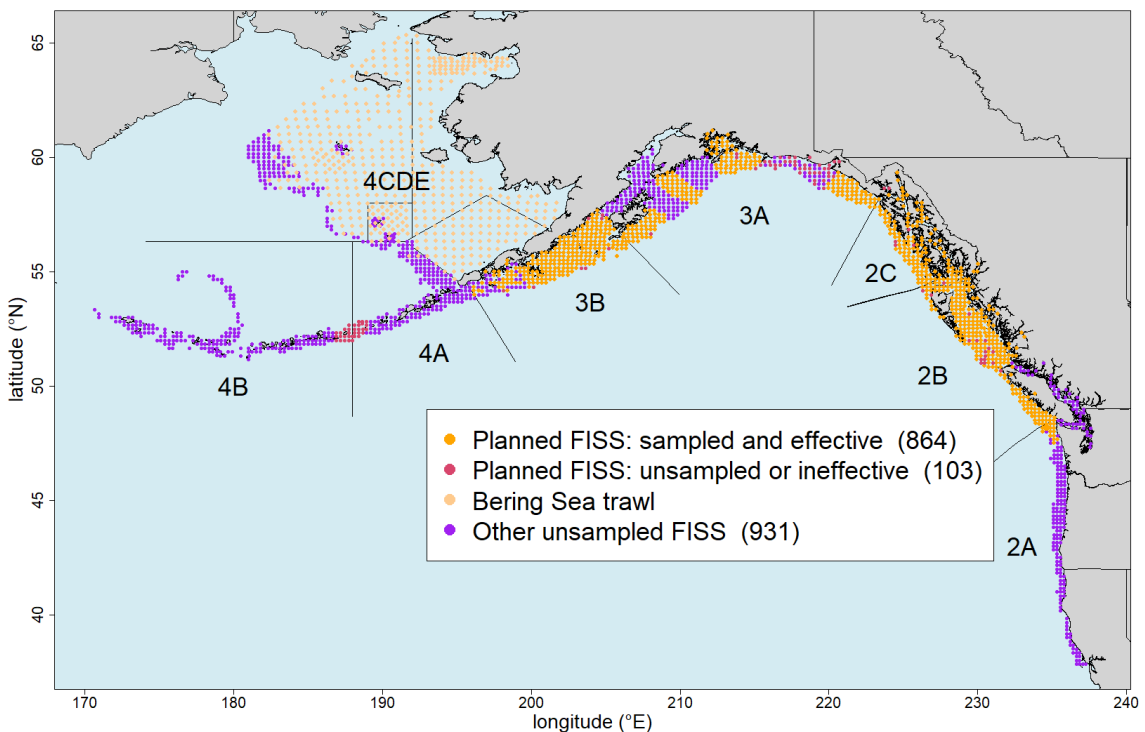 65
60
55
50
45
40
latitude (°N)
4CDE
3A
2C
3B
4A
2B
4B
2A
Planned FISS: sampled and effective (864)
Planned FISS: unsampled or ineffective (103)
Bering Sea trawl
Other unsampled FISS (931)
170 180 190 200 210 220 230 240
longitude (°E)